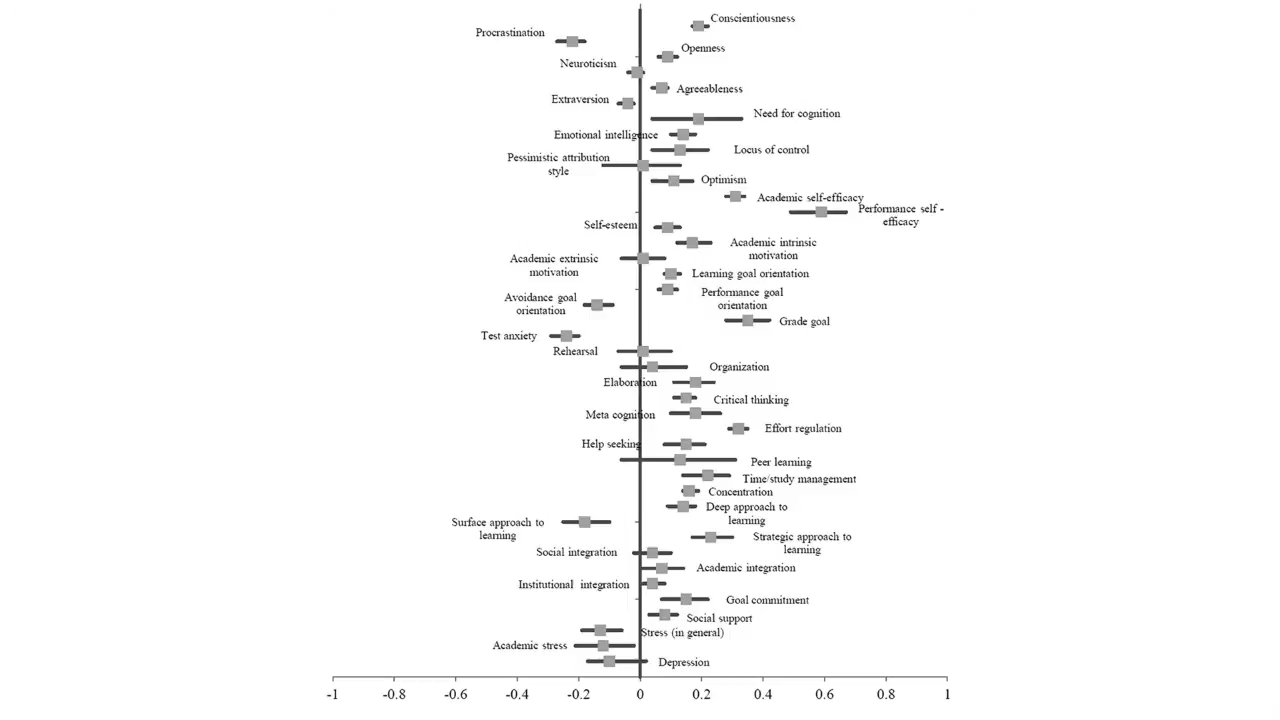 Conscientiousness
Procrastination
Openness
Neuroticism
Agreeableness
Extraversion
Need for cognition
Emotional intelligence
Locus of control
Pessimistic attribution
style
Optimism
Academic self-efficacy
Performance self -
efficacy
Self-esteem
Academic intrinsic
motivation
Academic extrinsic
motivation
Learning goal orientation
Performance goal
orientation
Avoidance goal
orientation
Grade goal
Test anxiety
Rehearsal
Organization
Elaboration
Critical thinking
Meta cognition
Effort regulation
Help seeking
Peer learning
Time/study management
Concentration
Deep approach to
learning
Surface approach to
learning
Strategic approach to
learning
Social integration
Academic integration
Institutional integration
Goal commitment
Social support
Stress (in general)
Academic stress
Depression
-1 -0.8 -0.6 -0.4 -0.2 0 0.2 0.4 0.6 0.8 1